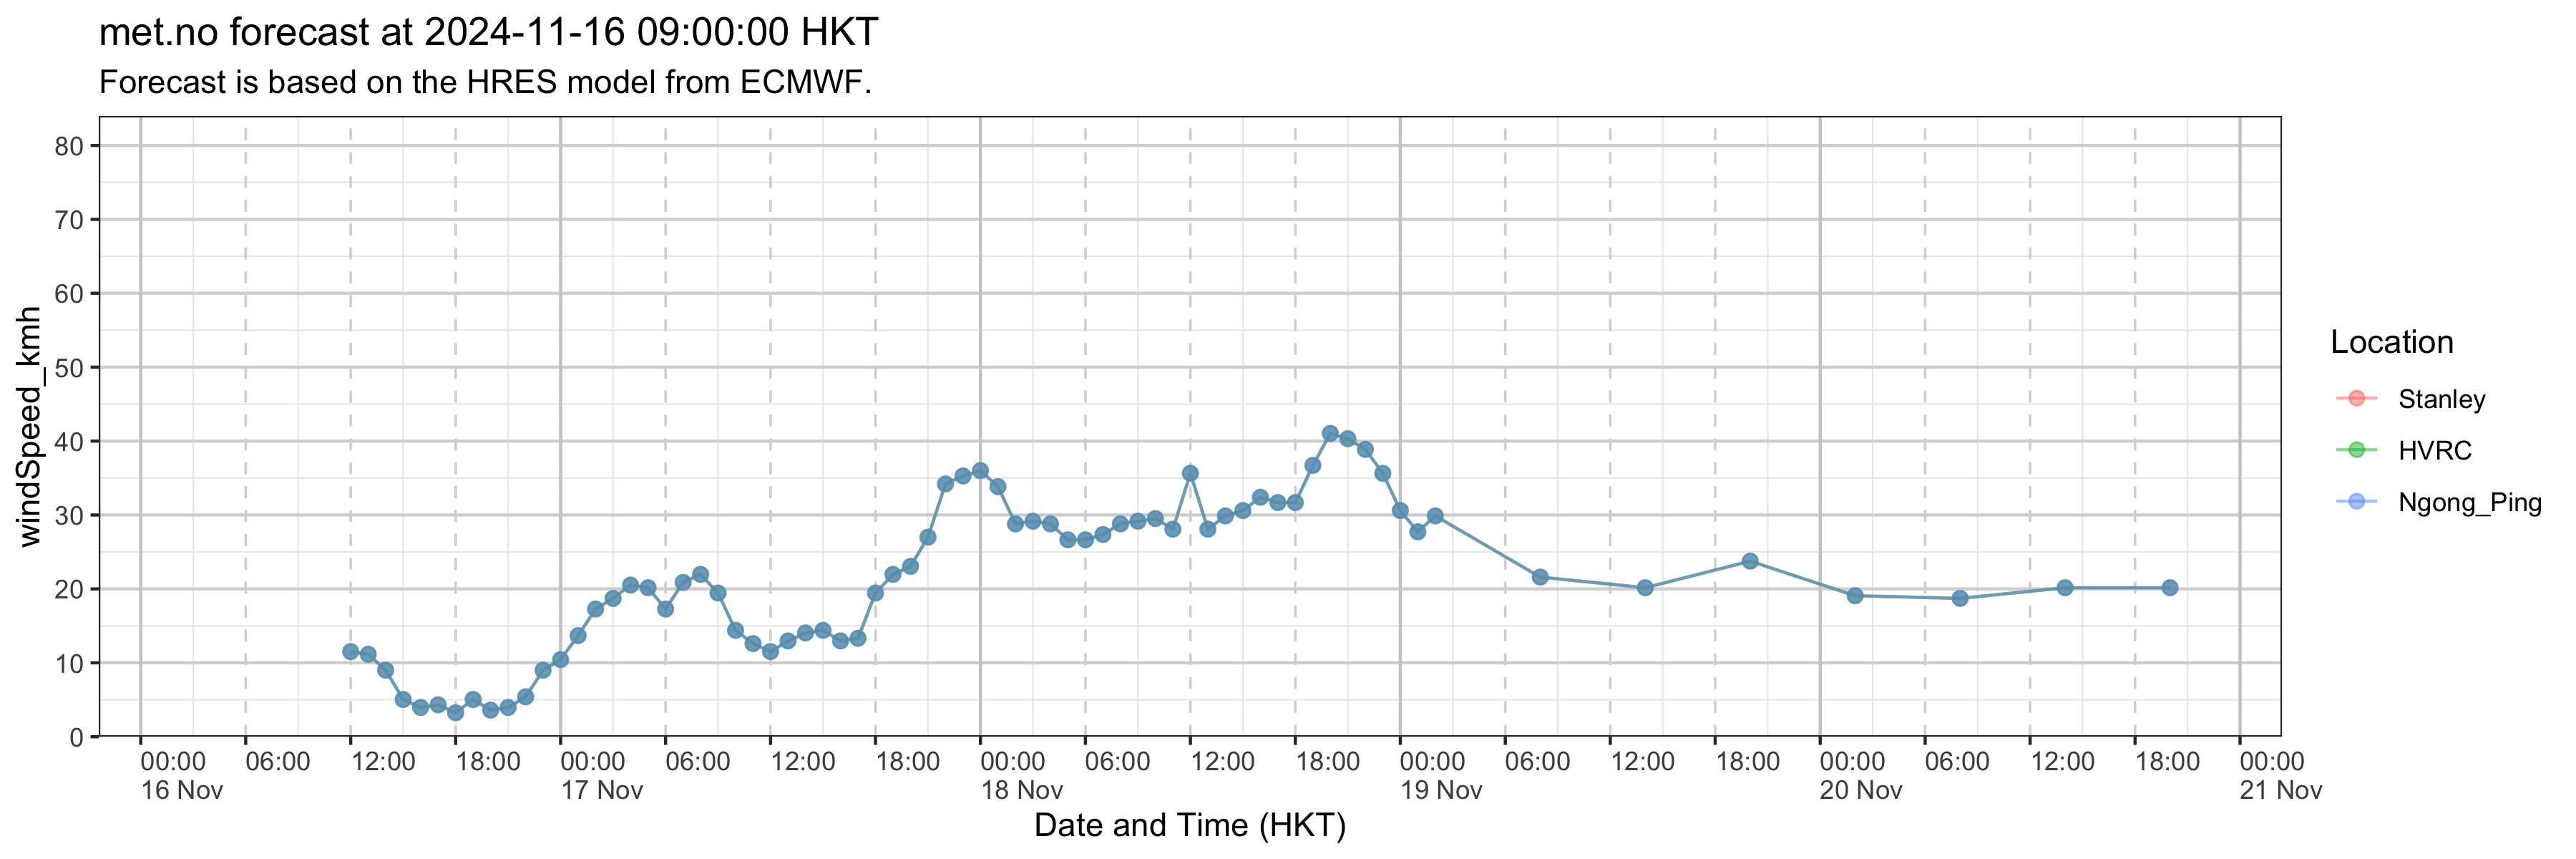 met.no forecast at 2024-11-16 09:00:00 HKT
Forecast is based on the HRES model from ECMWF.
windSpeed_kmh
80
70
60
50
40
30
20
10
0
00:00 06:00 12:00 18:00 00:00 06:00 12:00 18:00 00:00 06:00 12:00 18:00 00:00 06:00 12:00 18:00 00:00 06:00 12:00 18:00 00:00
16 Nov 17 Nov 18 Nov 19 Nov 20 Nov 21 Nov
Date and Time (HKT)
Location
Stanley
HVRC
Ngong_Ping